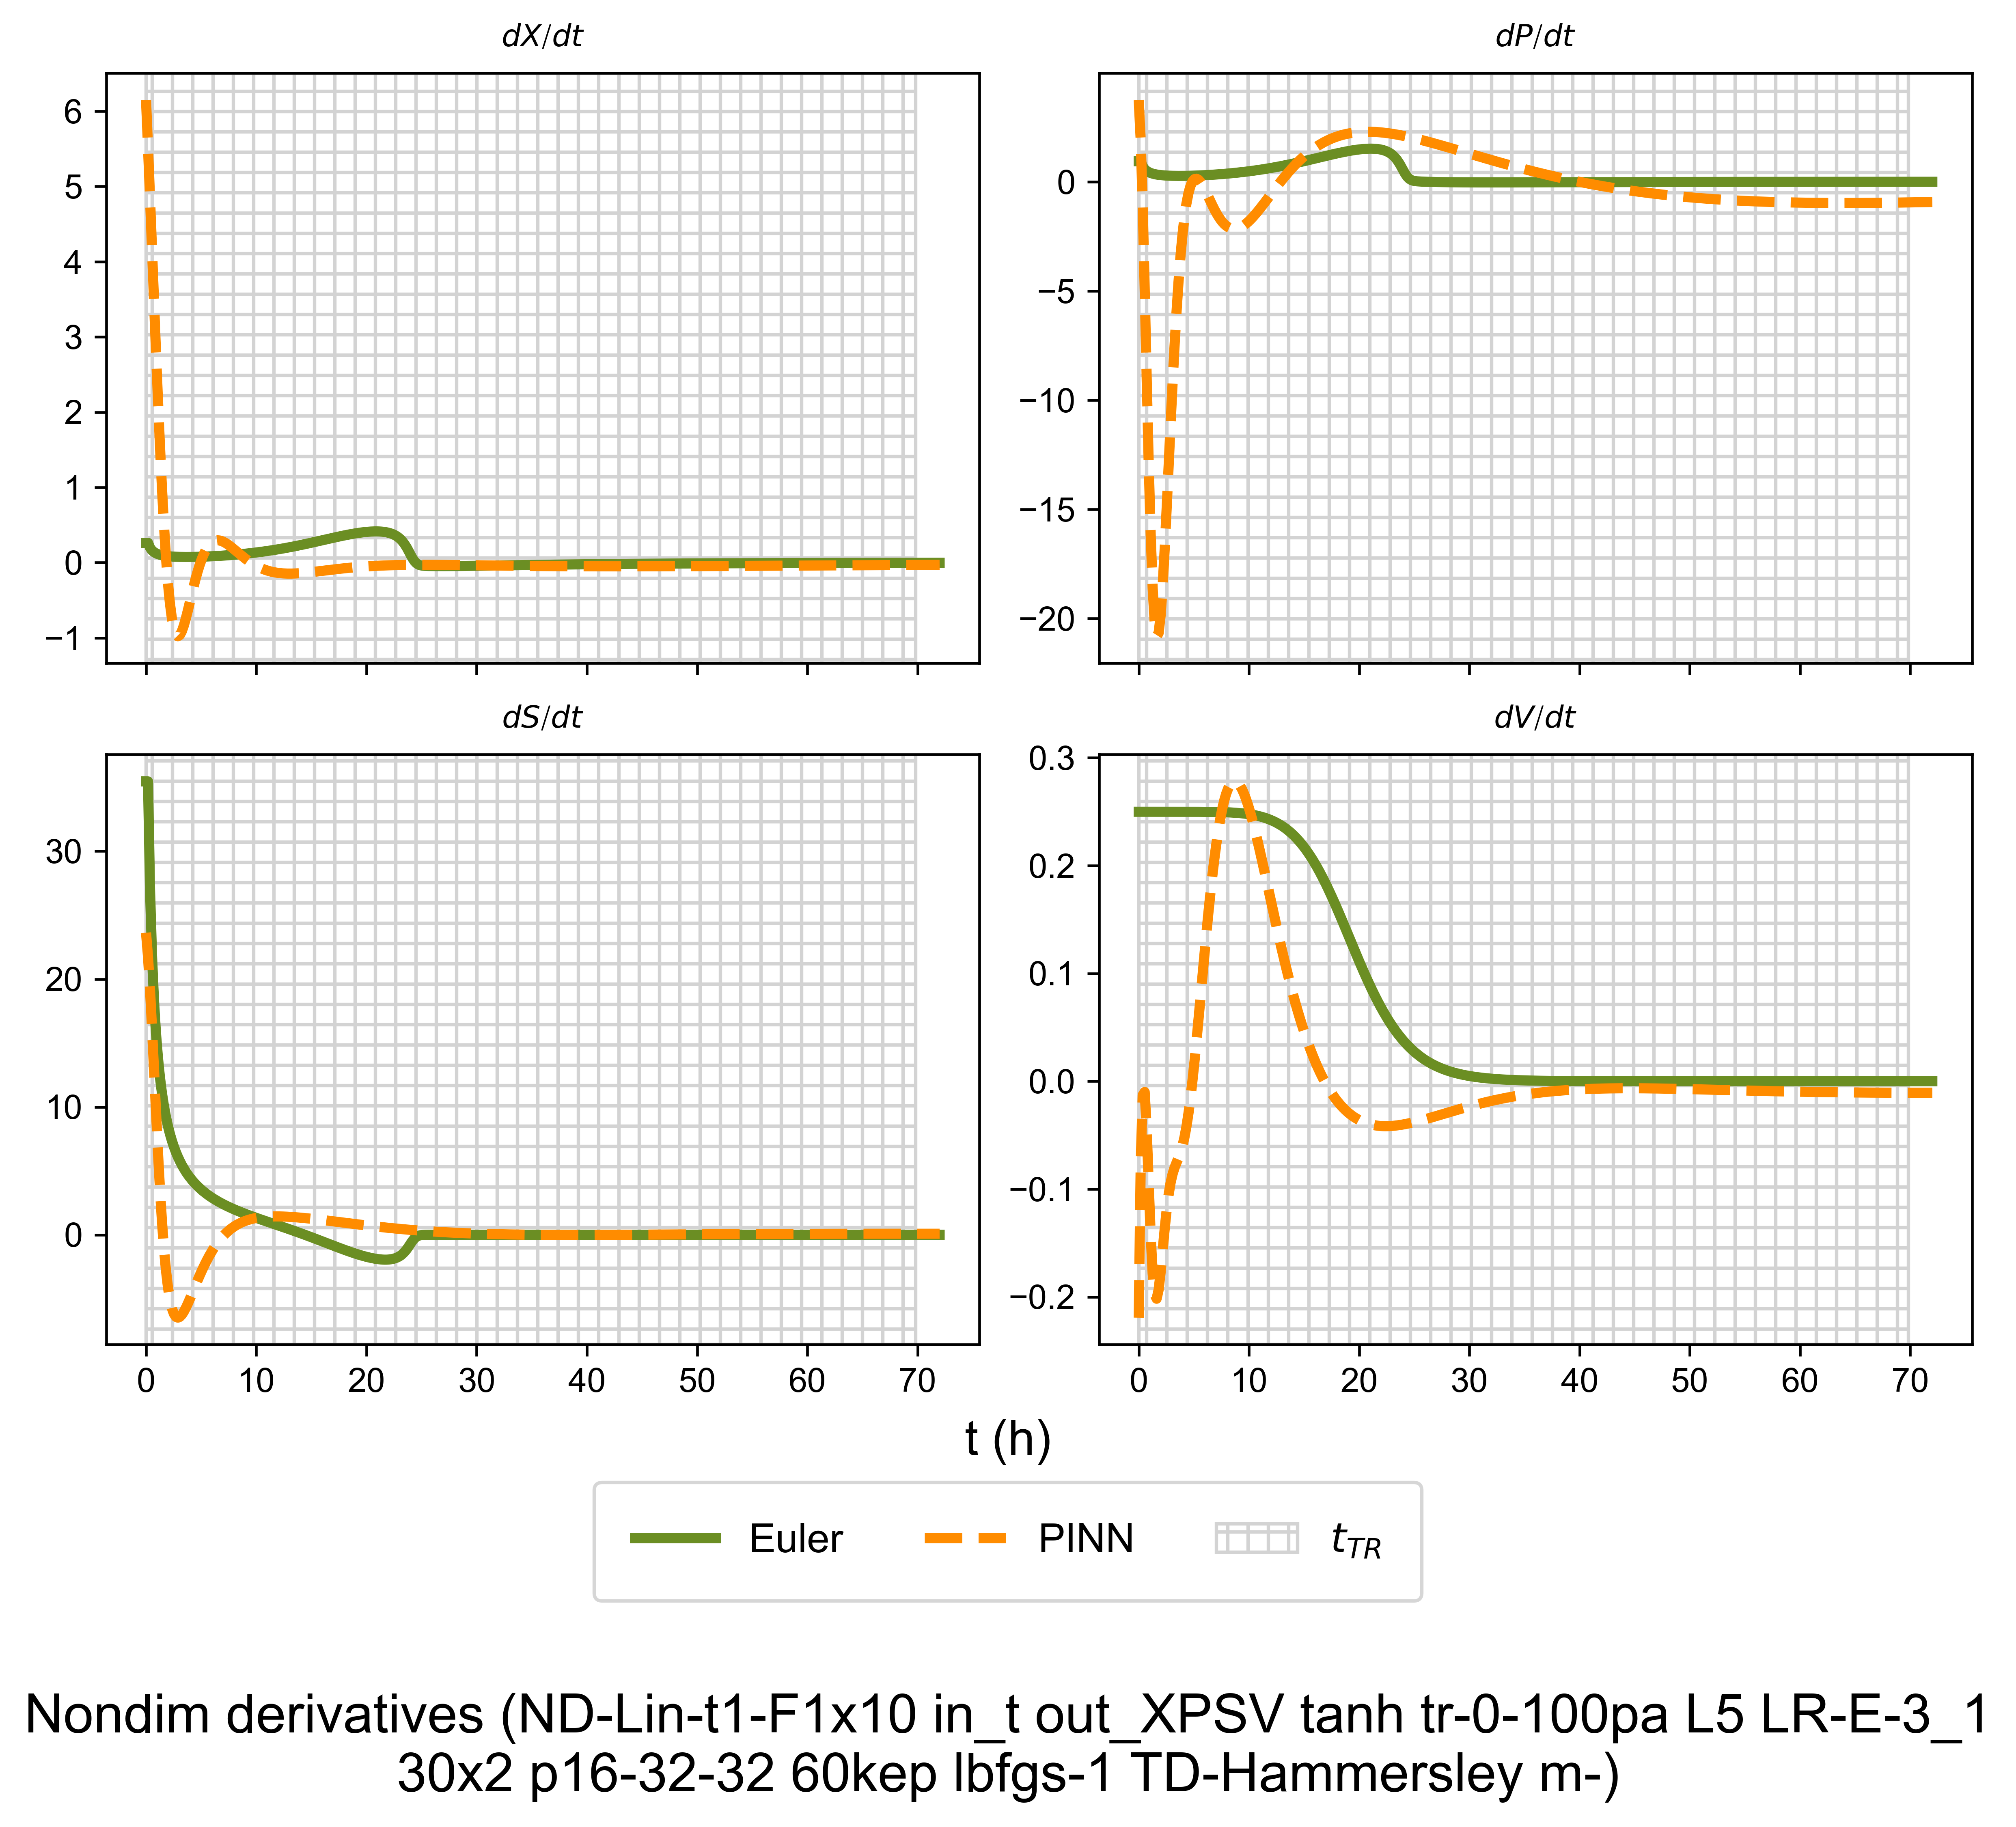 dX/dt
dP/dt
6
5
4
3
2
1
0
−1
0
−5
−10
−15
−20
dS/dt
dV/dt
30
20
10
0
0.3
0.2
0.1
0.0
−0.1
−0.2
0 10 20 30 40 50 60 70
0 10 20 30 40 50 60 70
t (h)
Euler PINN t_TR
Nondim derivatives (ND-Lin-t1-F1x10 in_t out_XPSV tanh tr-0-100pa L5 LR-E-3_1
30x2 p16-32-32 60kep lbfgs-1 TD-Hammersley m-)